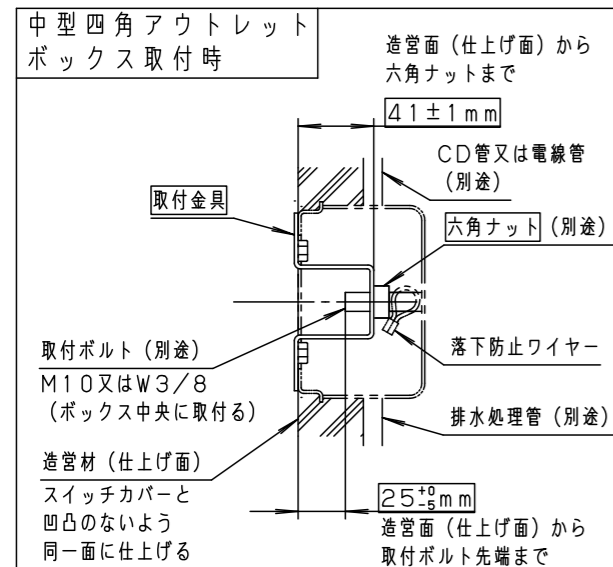 中型四角アウトレット
ボックス取付時
造営面（仕上げ面）から
六角ナットまで
41±1mm
CD管又は電線管
（別途）
取付金具
六角ナット（別途）
取付ボルト（別途）
M10又はW3/8
（ボックス中央に取付る）
落下防止ワイヤー
排水処理管（別途）
造営材（仕上げ面）
スイッチカバーと
凹凸のないよう
同一面に仕上げる
25+0-5mm
造営面（仕上げ面）から
取付ボルト先端まで